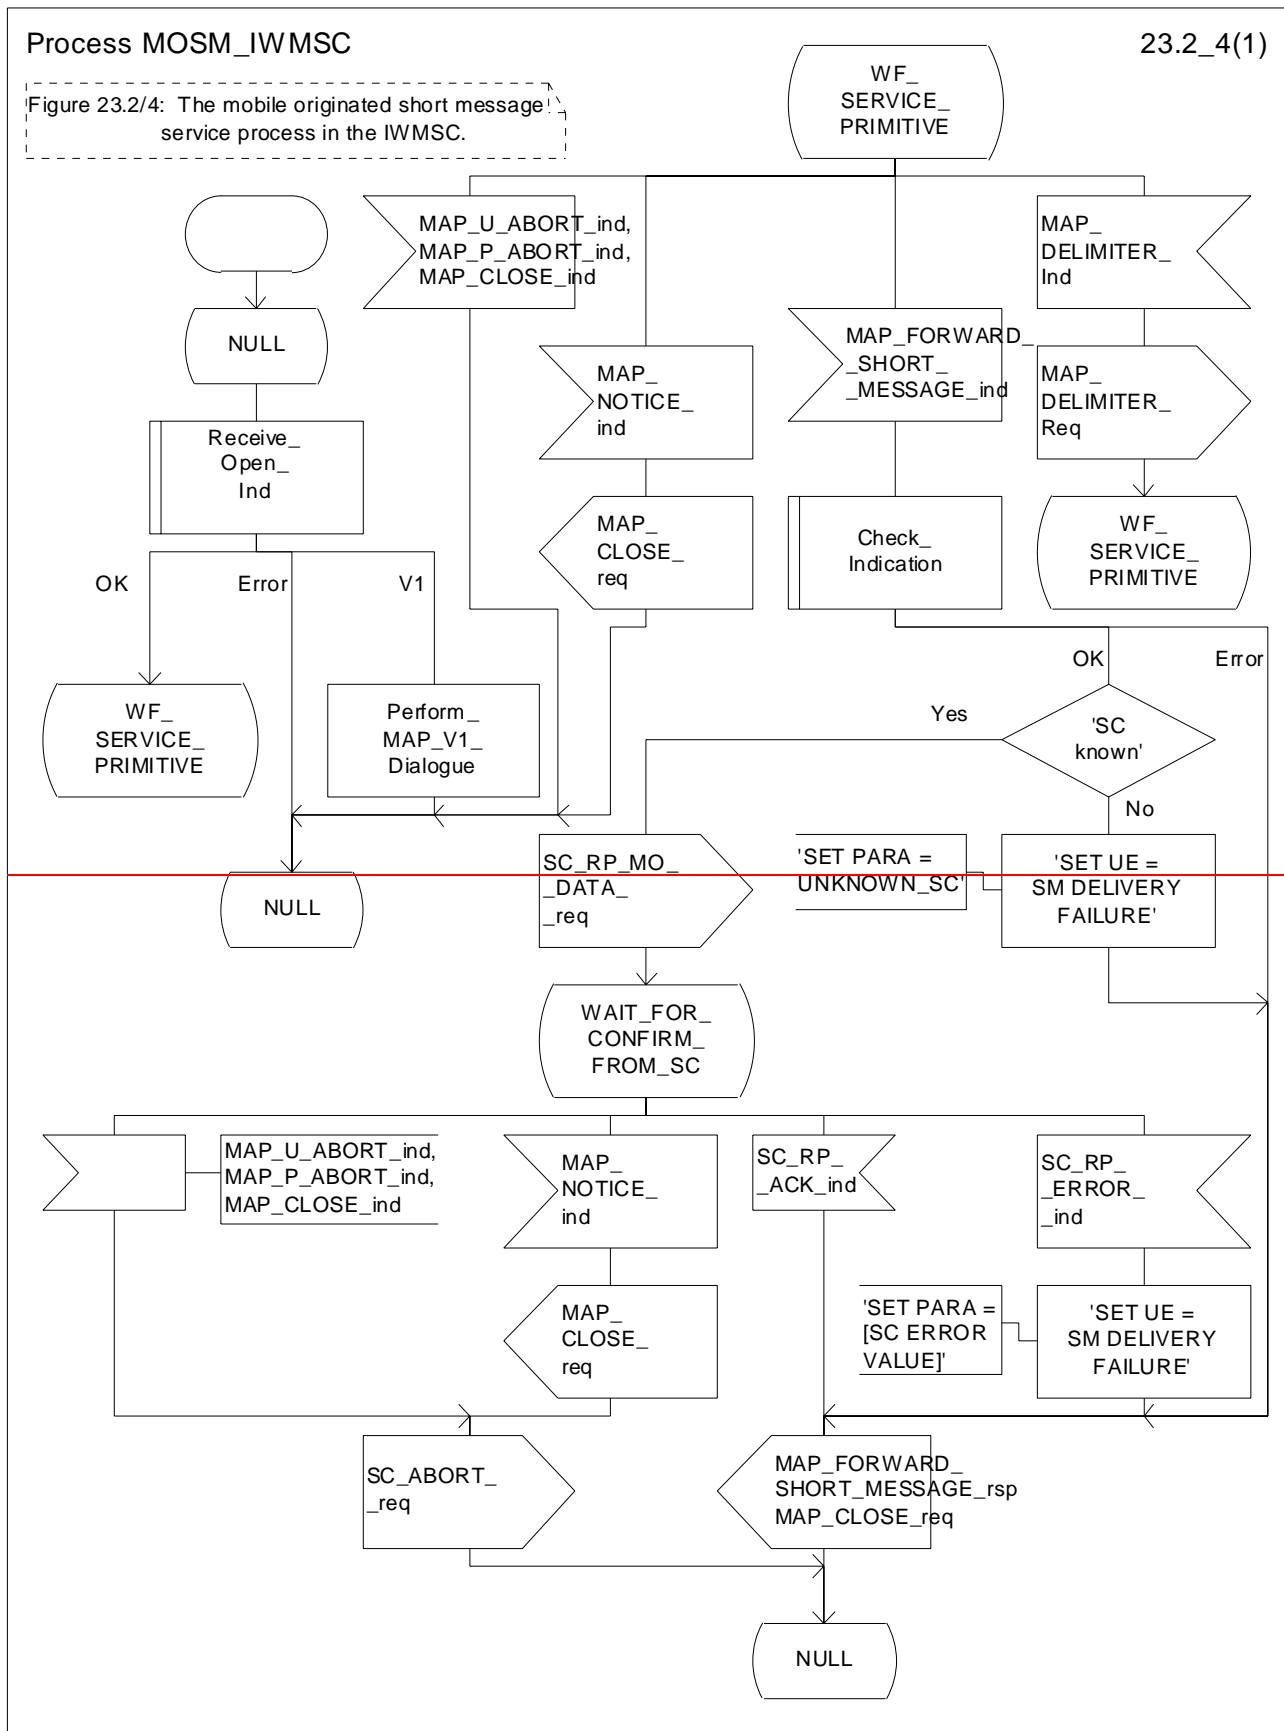 Process MOSM_IWMSC
23.2_4(1)
Figure 23.2/4: The mobile originated short message
service process in the IWMSC.
WF_
SERVICE_
PRIMITIVE
MAP_U_ABORT_ind,
MAP_P_ABORT_ind,
MAP_CLOSE_ind
MAP_
DELIMITER_
Ind
NULL
MAP_
NOTICE_
ind
MAP_FORWARD_
_SHORT_
_MESSAGE_ind
MAP_
DELIMITER_
Req
Receive_
Open_
Ind
MAP_
CLOSE_
req
Check_
Indication
WF_
SERVICE_
PRIMITIVE
OK
Error
V1
OK
Error
WF_
SERVICE_
PRIMITIVE
Perform_
MAP_V1_
Dialogue
Yes
'SC
known'
No
NULL
SC_RP_MO_
_DATA_
_req
'SET PARA =
UNKNOWN_SC'
'SET UE =
SM DELIVERY
FAILURE'
WAIT_FOR_
CONFIRM_
FROM_SC
MAP_U_ABORT_ind,
MAP_P_ABORT_ind,
MAP_CLOSE_ind
MAP_
NOTICE_
ind
SC_RP_
_ACK_ind
SC_RP_
_ERROR_
_ind
MAP_
CLOSE_
req
'SET PARA =
[SC ERROR
VALUE]'
'SET UE =
SM DELIVERY
FAILURE'
SC_ABORT_
_req
MAP_FORWARD_
SHORT_MESSAGE_rsp
MAP_CLOSE_req
NULL